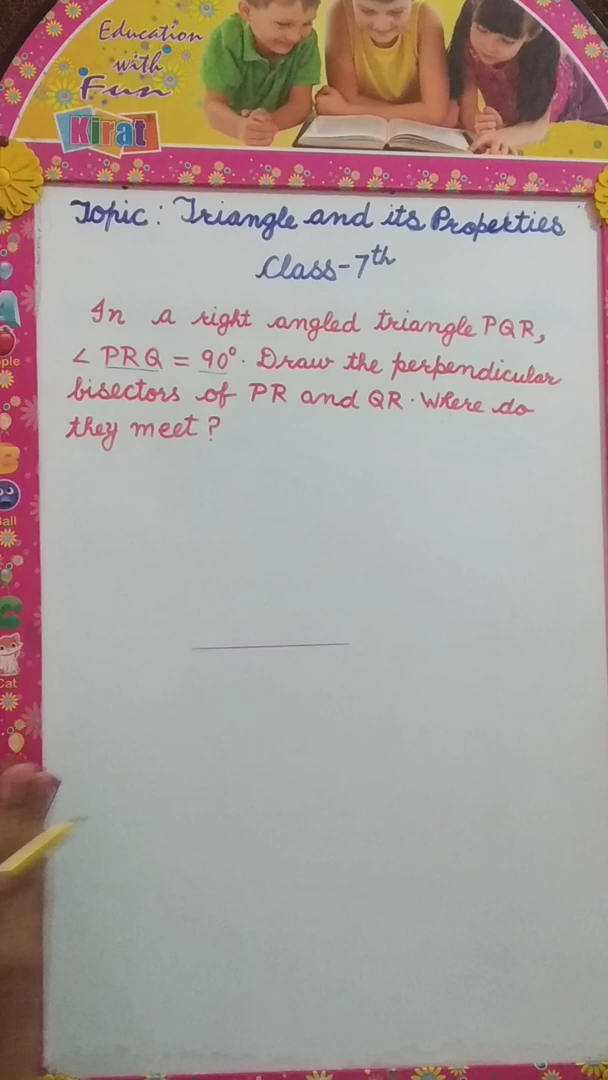 Education
with
Fun
Kirat
Topic: Triangle and its Properties
Class-7th
In a right angled triangle PQR,
∠ PRQ = 90°. Draw the perpendicular
bisectors of PR and QR. Where do
they meet?
A
ple
B
Ball
C
Cat